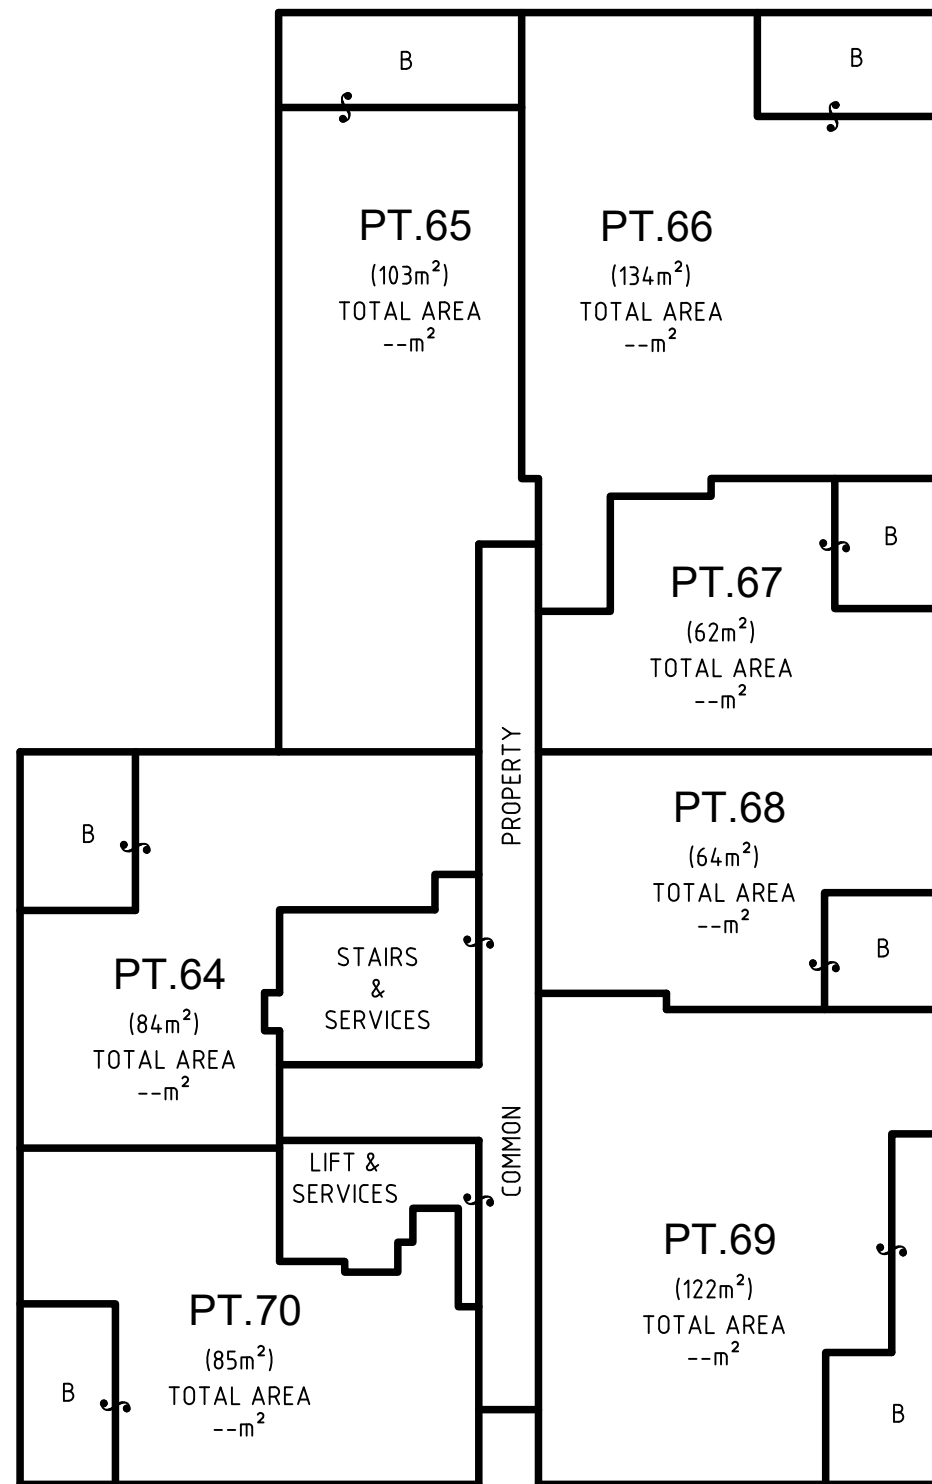 B
B
PT.65
(103m²)
TOTAL AREA
--m²
PT.66
(134m²)
TOTAL AREA
--m²
B
PT.67
(62m²)
TOTAL AREA
--m²
B
PT.64
(84m²)
TOTAL AREA
--m²
STAIRS
&
SERVICES
COMMON PROPERTY
PT.68
(64m²)
TOTAL AREA
--m²
B
LIFT &
SERVICES
PT.69
(122m²)
TOTAL AREA
--m²
B
PT.70
(85m²)
TOTAL AREA
--m²
B